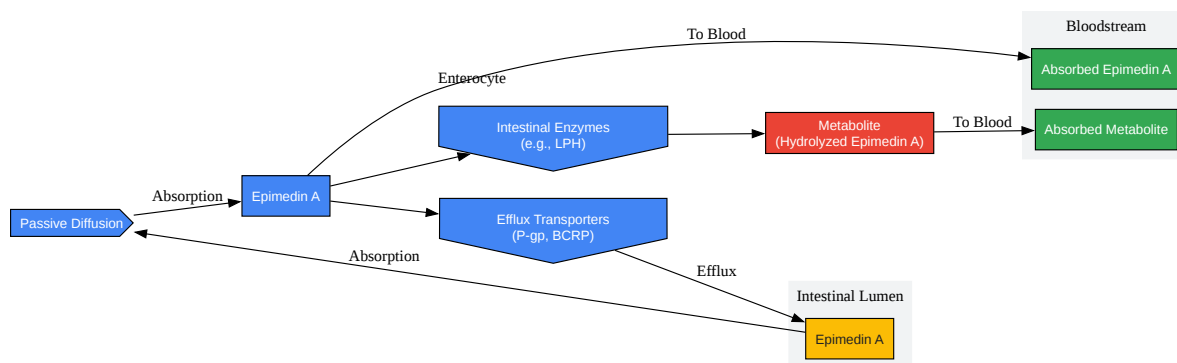 Bloodstream
To Blood
Absorbed Epimedin A
Enterocyte
Intestinal Enzymes
(e.g., LPH)
Metabolite
(Hydrolyzed Epimedin A)
To Blood
Absorbed Metabolite
Absorption
Epimedin A
Passive Diffusion
Efflux Transporters
(P-gp, BCRP)
Absorption
Efflux
Intestinal Lumen
Epimedin A